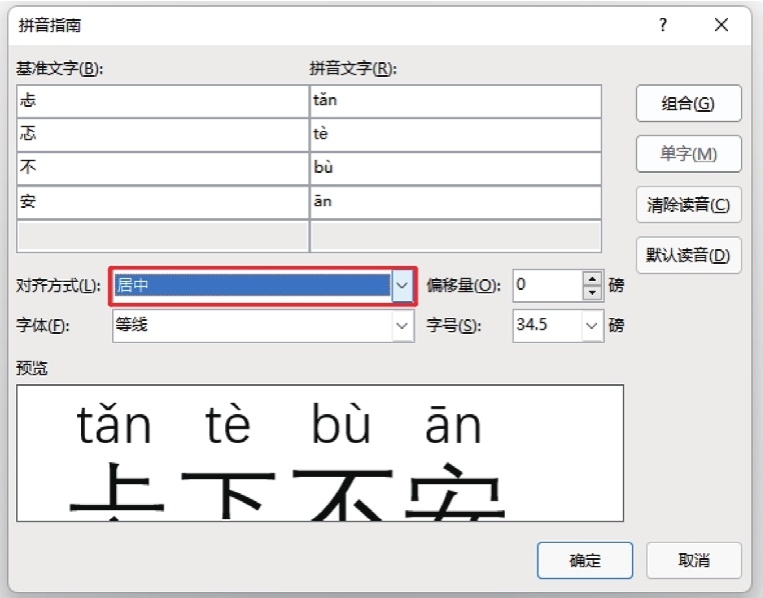 拼音指南 ?
基准文字(B): 拼音文字(R):
忐 tǎn
忑 tè
不 bù
安 ān
组合(G)
单字(M)
清除读音(C)
默认读音(D)
对齐方式(L): 居中 偏移量(O): 0 磅
字体(F): 等线 字号(S): 34.5 磅
预览
tǎn tè bù ān
忐忑不安
确定 取消